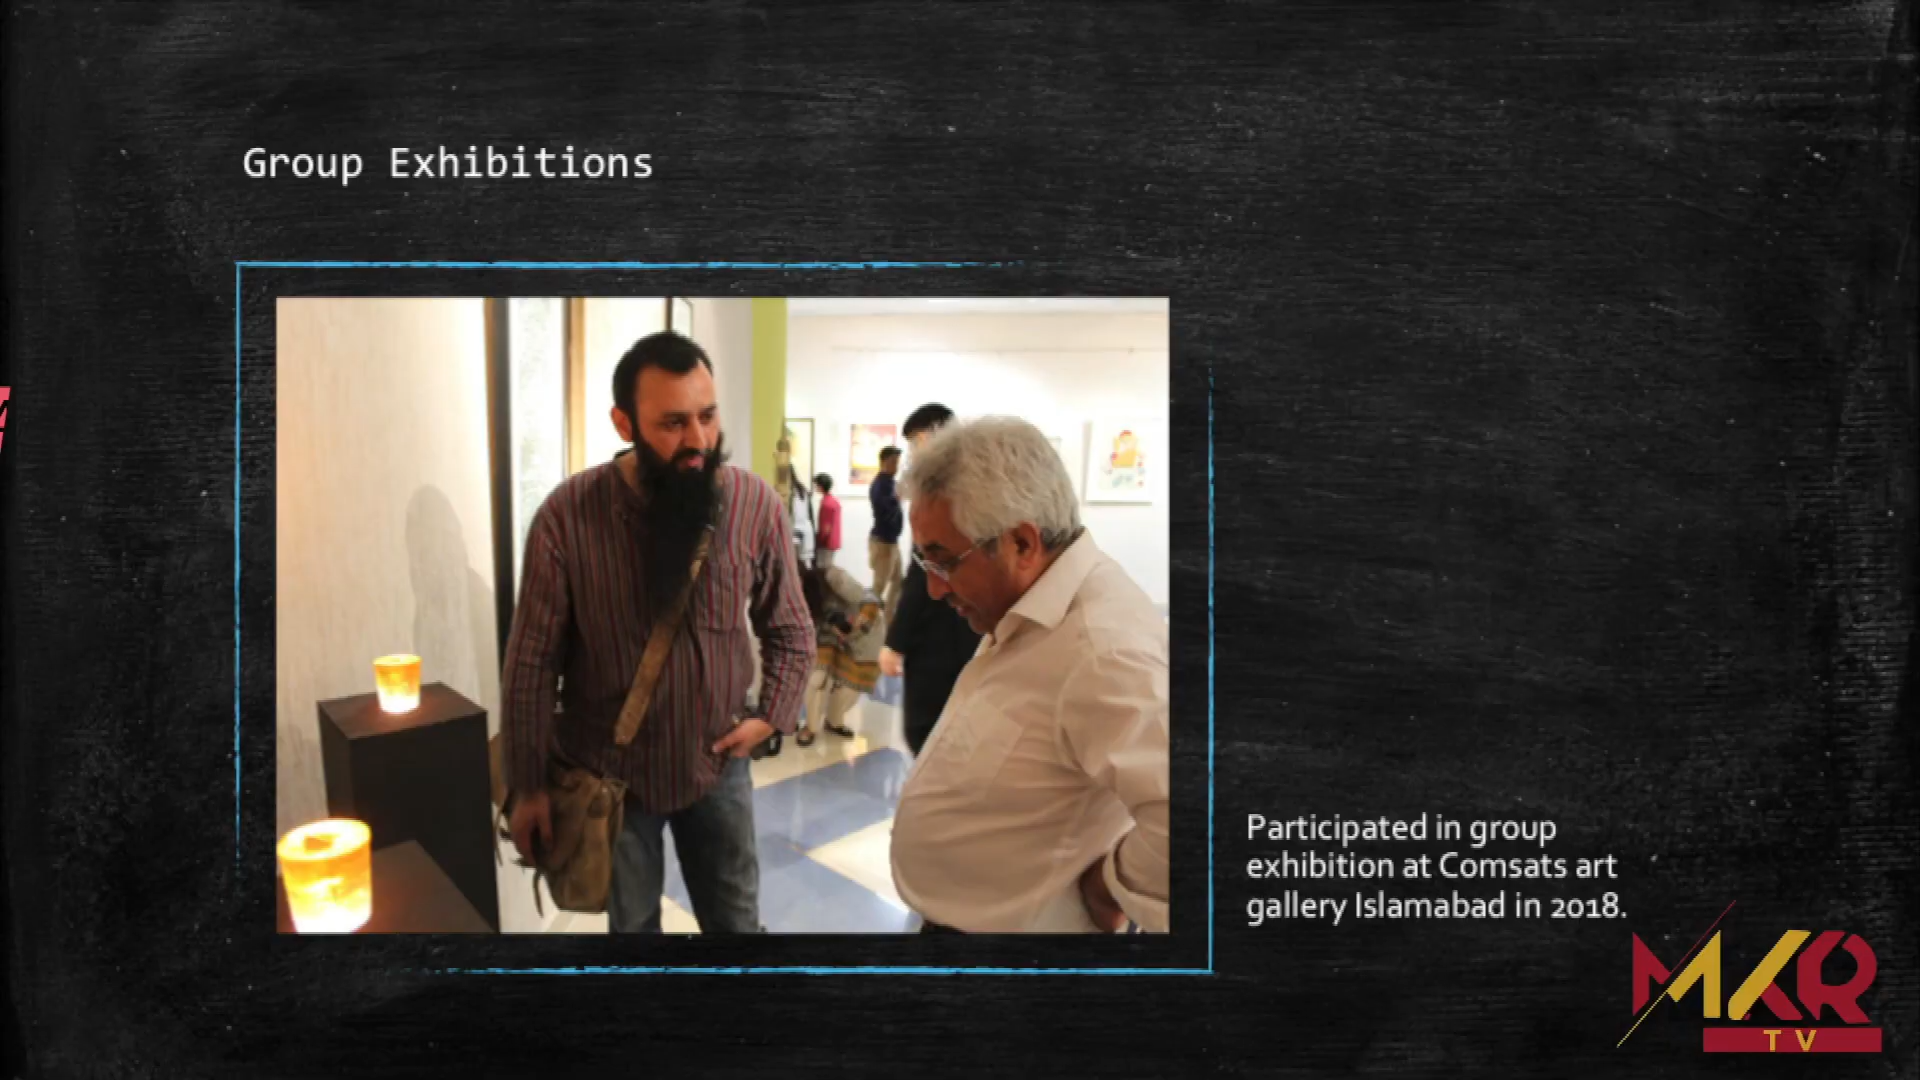 Group Exhibitions
Participated in group
exhibition at Comsats art
gallery Islamabad in 2018.
MKR
TV